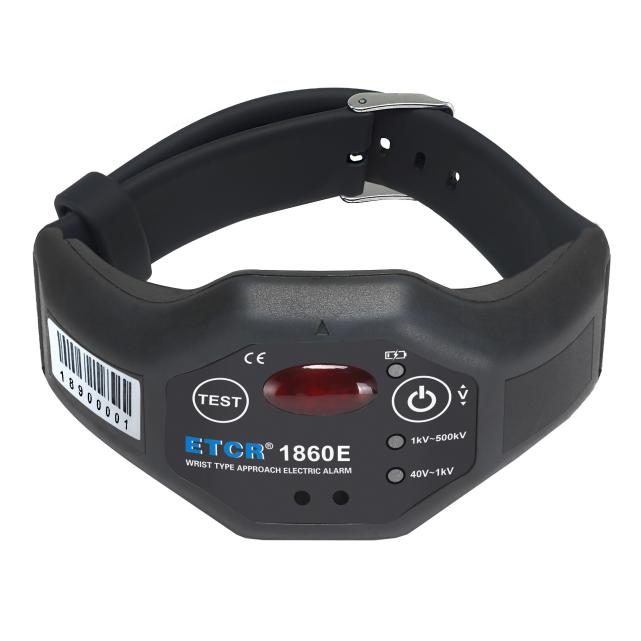 CE
TEST
V
ETCR® 1860E
WRIST TYPE APPROACH ELECTRIC ALARM
1kV~500kV
40V~1kV
18900001